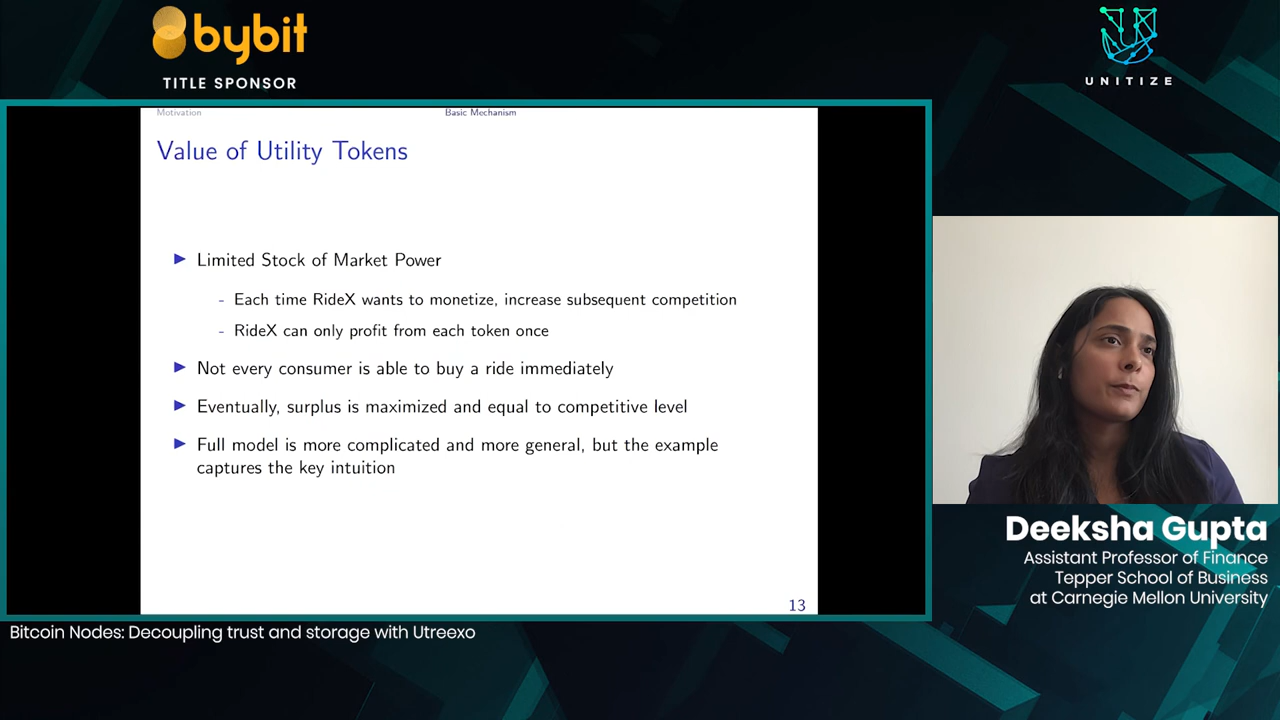 bybit
TITLE SPONSOR
UNITIZE
Motivation
Basic Mechanism
Value of Utility Tokens
Limited Stock of Market Power
- Each time RideX wants to monetize, increase subsequent competition
- RideX can only profit from each token once
Not every consumer is able to buy a ride immediately
Eventually, surplus is maximized and equal to competitive level
Full model is more complicated and more general, but the example
captures the key intuition
13
Deeksha Gupta
Assistant Professor of Finance
Tepper School of Business
at Carnegie Mellon University
Bitcoin Nodes: Decoupling trust and storage with Utreexo